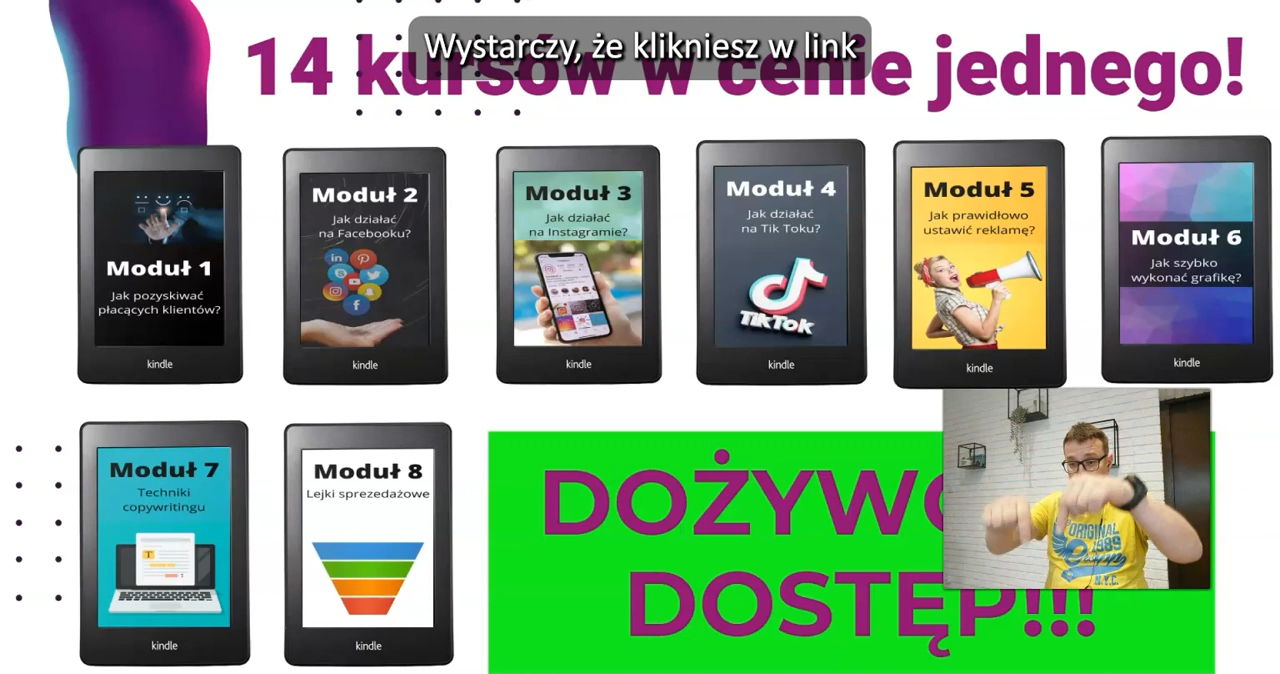 Wystarczy, że klikniesz w link
14 kursów w cenie jednego!
Moduł 1
Jak pozyskiwać
płacących klientów?
kindle
Moduł 2
Jak działać
na Facebooku?
kindle
Moduł 3
Jak działać
na Instagramie?
kindle
Moduł 4
Jak działać
na Tik Toku?
TikTok
kindle
Moduł 5
Jak prawidłowo
ustawić reklamę?
kindle
Moduł 6
Jak szybko
wykonać grafikę?
kindle
Moduł 7
Techniki
copywritingu
T
kindle
Moduł 8
Lejki sprzedażowe
kindle
DOŻYWO
DOSTĘP!!!
ORIGINAL
1989
N.Y.C.